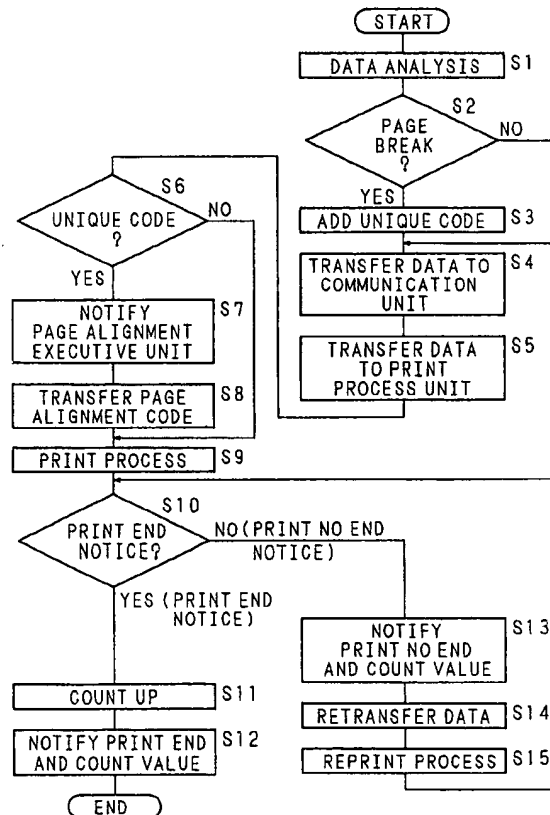 START
DATA ANALYSIS
S1
S2
PAGE
BREAK
?
NO
YES
ADD UNIQUE CODE
S3
TRANSFER DATA TO
COMMUNICATION
UNIT
S4
TRANSFER DATA
TO PRINT
PROCESS UNIT
S5
S6
UNIQUE CODE
?
NO
YES
NOTIFY
PAGE ALIGNMENT
EXECUTIVE UNIT
S7
TRANSFER PAGE
ALIGNMENT CODE
S8
PRINT PROCESS
S9
S10
PRINT END
NOTICE?
NO(PRINT NO END
NOTICE)
YES(PRINT END
NOTICE)
COUNT UP
S11
NOTIFY PRINT END
AND COUNT VALUE
S12
END
NOTIFY
PRINT NO END
AND COUNT VALUE
S13
RETRANSFER DATA
S14
REPRINT PROCESS
S15